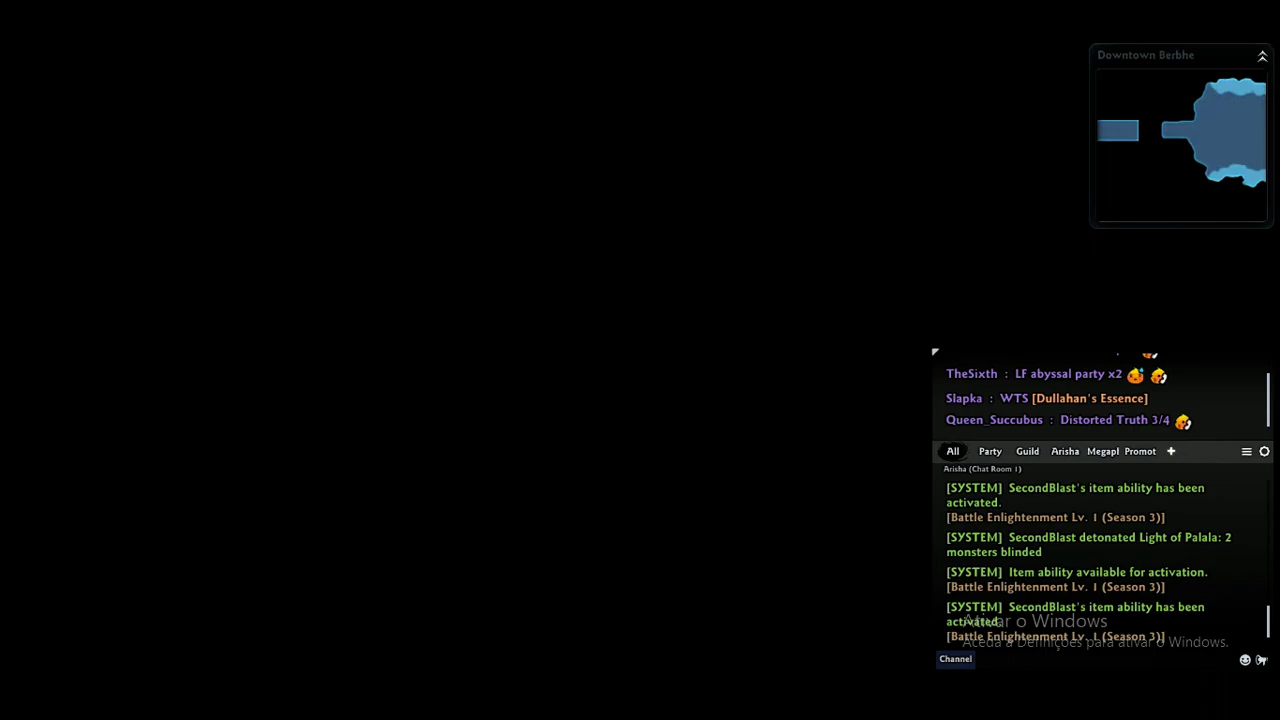 Downtown Berbhe
TheSixth : LF abyssal party x2
Slapka : WTS [Dullahan's Essence]
Queen_Succubus : Distorted Truth 3/4
All Party Guild Arisha Megapl Promot +
Arisha (Chat Room 1)
[SYSTEM] SecondBlast's item ability has been
activated.
[Battle Enlightenment Lv. 1 (Season 3)]
[SYSTEM] SecondBlast detonated Light of Palala: 2
monsters blinded
[SYSTEM] Item ability available for activation.
[Battle Enlightenment Lv. 1 (Season 3)]
[SYSTEM] SecondBlast's item ability has been
activated.
Ativar o Windows
[Battle Enlightenment Lv. 1 (Season 3)]
Aceda a Definições para ativar o Windows.
Channel